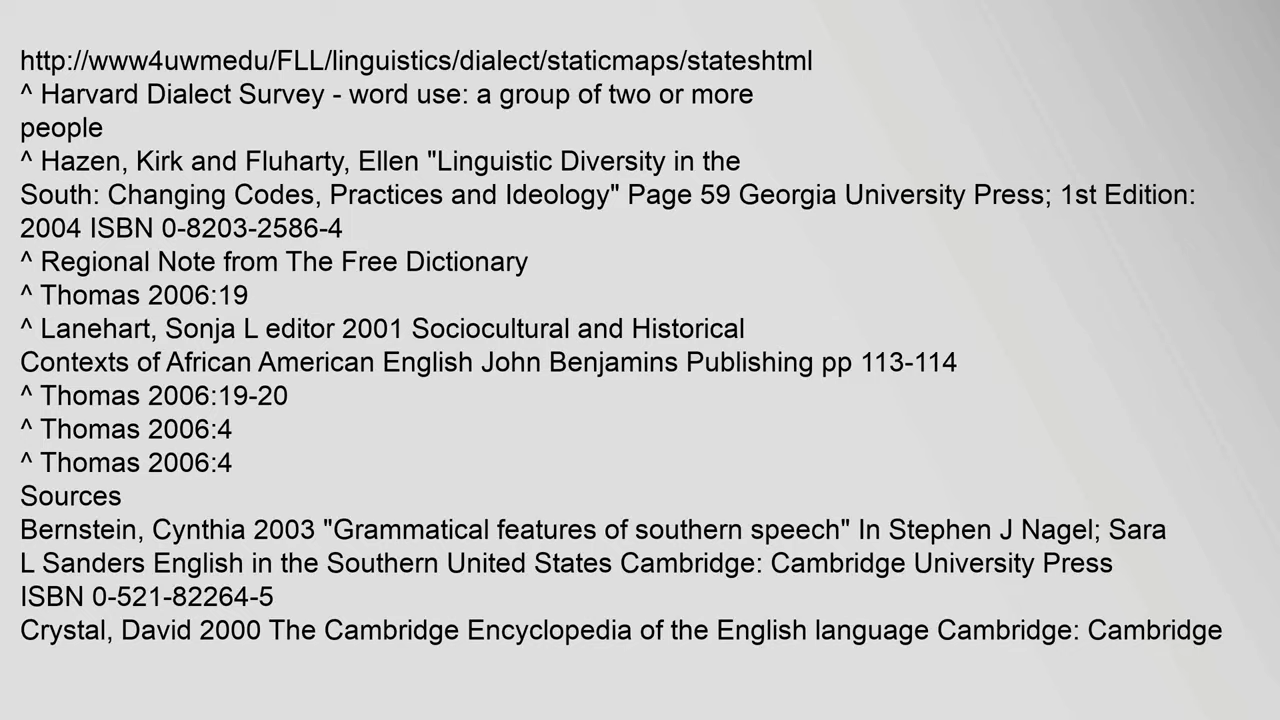 http://www4uwmedu/FLL/linguistics/dialect/staticmaps/stateshtml
^ Harvard Dialect Survey - word use: a group of two or more
people
^ Hazen, Kirk and Fluharty, Ellen "Linguistic Diversity in the
South: Changing Codes, Practices and Ideology" Page 59 Georgia University Press; 1st Edition:
2004 ISBN 0-8203-2586-4
^ Regional Note from The Free Dictionary
^ Thomas 2006:19
^ Lanehart, Sonja L editor 2001 Sociocultural and Historical
Contexts of African American English John Benjamins Publishing pp 113-114
^ Thomas 2006:19-20
^ Thomas 2006:4
^ Thomas 2006:4
Sources
Bernstein, Cynthia 2003 "Grammatical features of southern speech" In Stephen J Nagel; Sara
L Sanders English in the Southern United States Cambridge: Cambridge University Press
ISBN 0-521-82264-5
Crystal, David 2000 The Cambridge Encyclopedia of the English language Cambridge: Cambridge